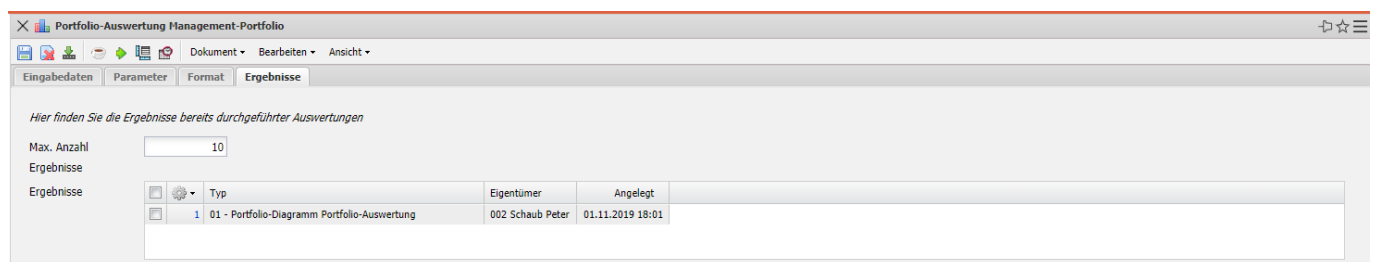 Portfolio-Auswertung Management-Portfolio
Dokument Bearbeiten Ansicht
Eingabedaten Parameter Format Ergebnisse
Hier finden Sie die Ergebnisse bereits durchgeführter Auswertungen
Max. Anzahl 10
Ergebnisse
Ergebnisse Typ Eigentümer Angelegt
1 01 - Portfolio-Diagramm Portfolio-Auswertung 002 Schaub Peter 01.11.2019 18:01